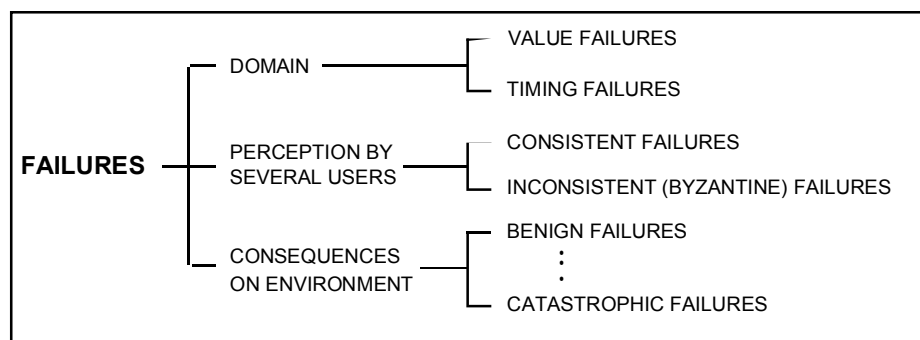 FAILURES
DOMAIN
VALUE FAILURES
TIMING FAILURES
PERCEPTION BY
SEVERAL USERS
CONSISTENT FAILURES
INCONSISTENT (BYZANTINE) FAILURES
CONSEQUENCES
ON ENVIRONMENT
BENIGN FAILURES
CATASTROPHIC FAILURES